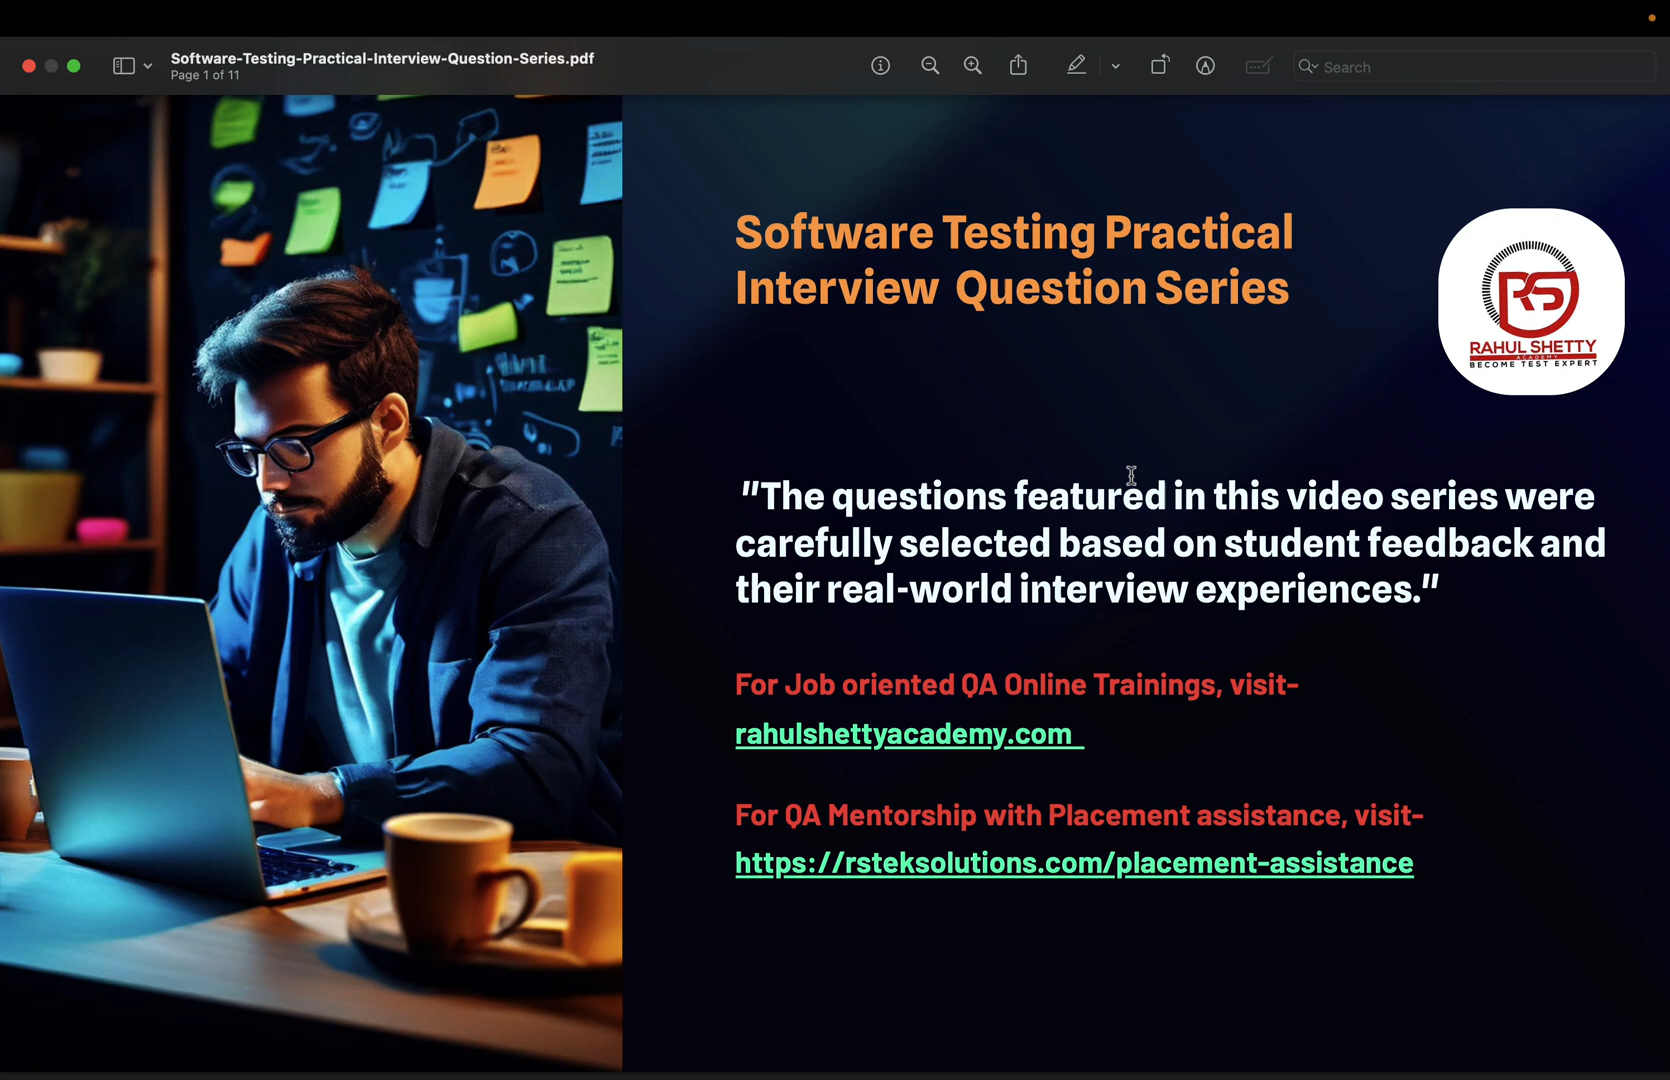 Software-Testing-Practical-Interview-Question-Series.pdf
Page 1 of 11
Search
Software Testing Practical
Interview Question Series
RS
RAHUL SHETTY
ACADEMY
BECOME TEST EXPERT
"The questions featured in this video series were
carefully selected based on student feedback and
their real-world interview experiences."
For Job oriented QA Online Trainings, visit-
rahulshettyacademy.com
For QA Mentorship with Placement assistance, visit-
https://rsteksolutions.com/placement-assistance